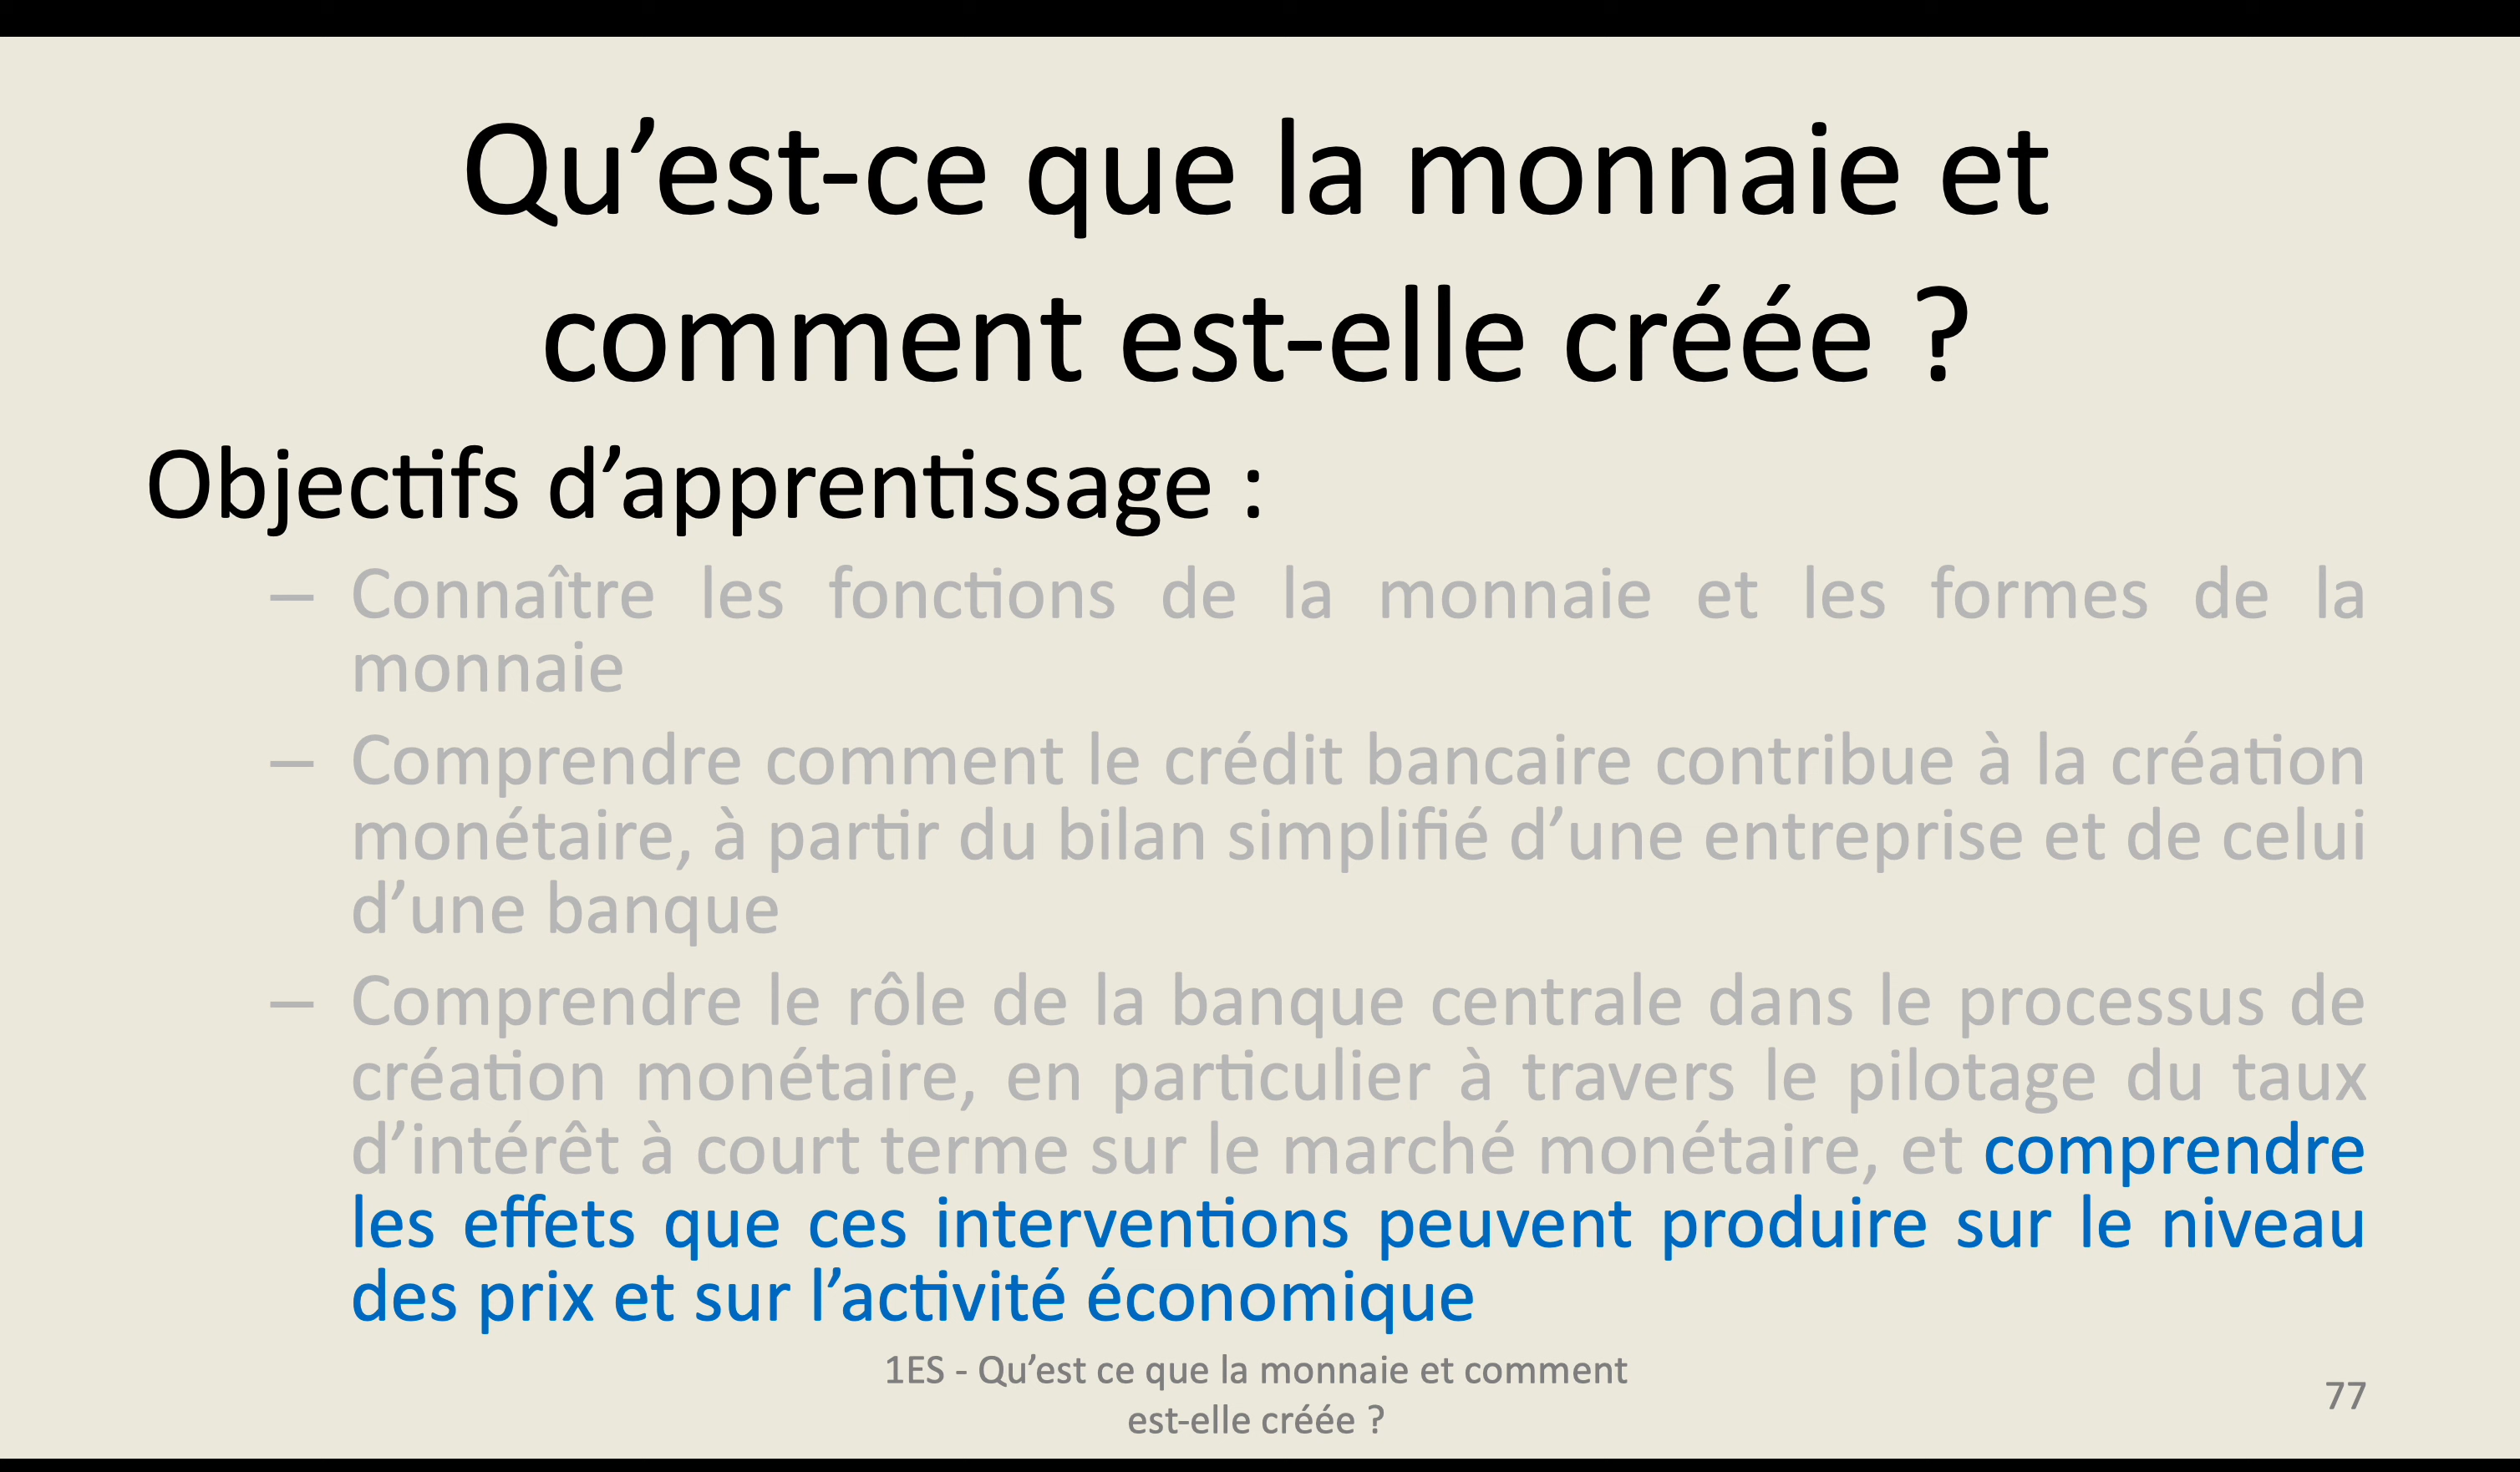 Qu’est-ce que la monnaie et
comment est-elle créée ?
Objectifs d’apprentissage :
– Connaître les fonctions de la monnaie et les formes de la
monnaie
– Comprendre comment le crédit bancaire contribue à la création
monétaire, à partir du bilan simplifié d’une entreprise et de celui
d’une banque
– Comprendre le rôle de la banque centrale dans le processus de
création monétaire, en particulier à travers le pilotage du taux
d’intérêt à court terme sur le marché monétaire, et comprendre
les effets que ces interventions peuvent produire sur le niveau
des prix et sur l’activité économique
1ES - Qu’est ce que la monnaie et comment
est-elle créée ?
77